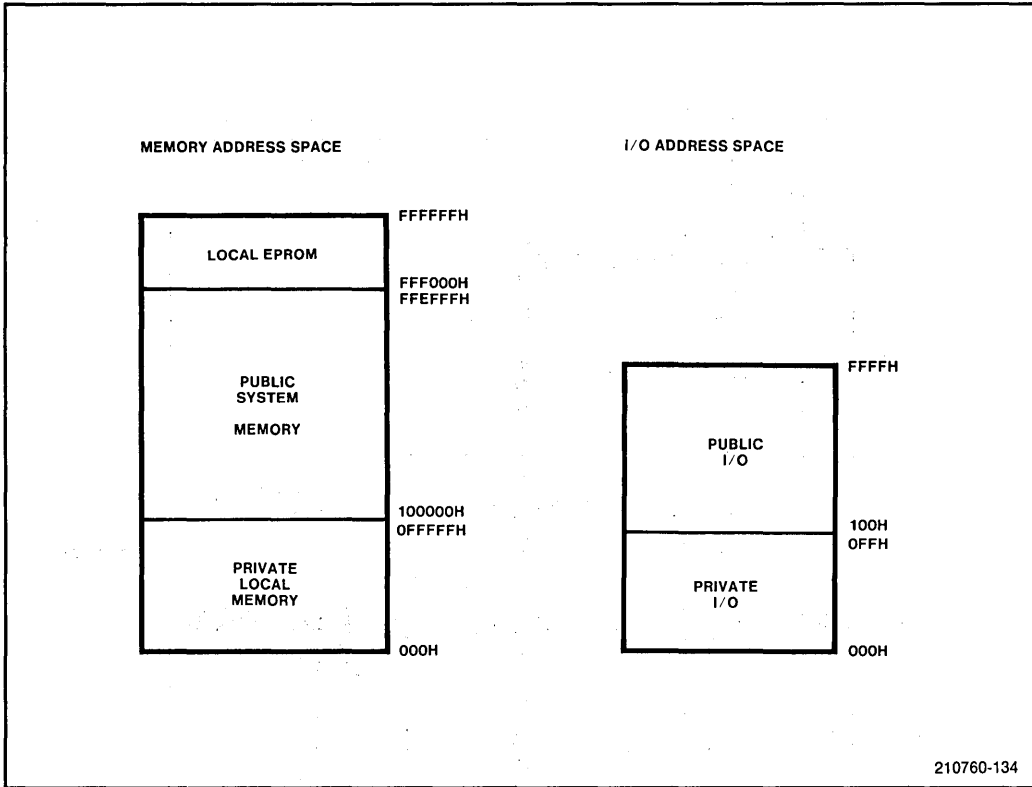 MEMORY ADDRESS SPACE
FFFFFFH
LOCAL EPROM
FFF000H
FFEFFFH
PUBLIC
SYSTEM
MEMORY
100000H
0FFFFFH
PRIVATE
LOCAL
MEMORY
000H
I/O ADDRESS SPACE
FFFFH
PUBLIC
I/O
100H
0FFH
PRIVATE
I/O
000H
210760-134